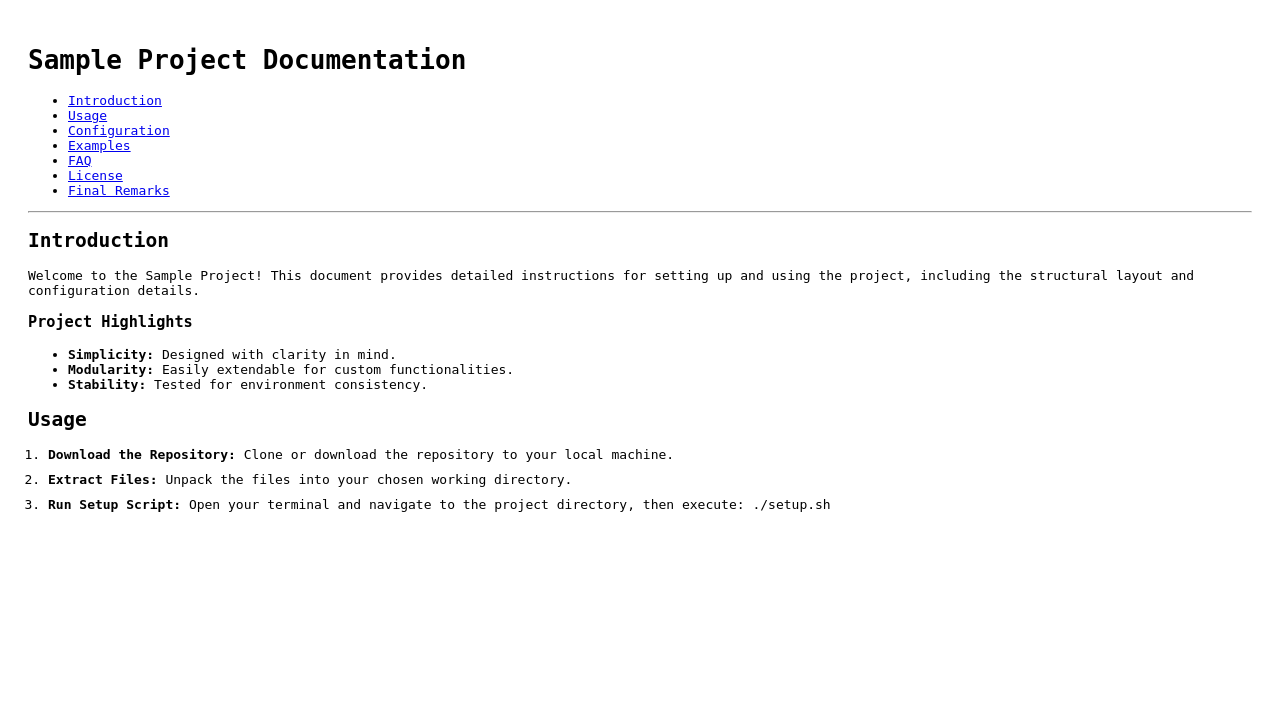 Sample Project Documentation
• Introduction
• Usage
• Configuration
• Examples
• FAQ
• License
• Final Remarks
Introduction
Welcome to the Sample Project! This document provides detailed instructions for setting up and using the project, including the structural layout and
configuration details.
Project Highlights
• Simplicity: Designed with clarity in mind.
• Modularity: Easily extendable for custom functionalities.
• Stability: Tested for environment consistency.
Usage
1. Download the Repository: Clone or download the repository to your local machine.
2. Extract Files: Unpack the files into your chosen working directory.
3. Run Setup Script: Open your terminal and navigate to the project directory, then execute: ./setup.sh